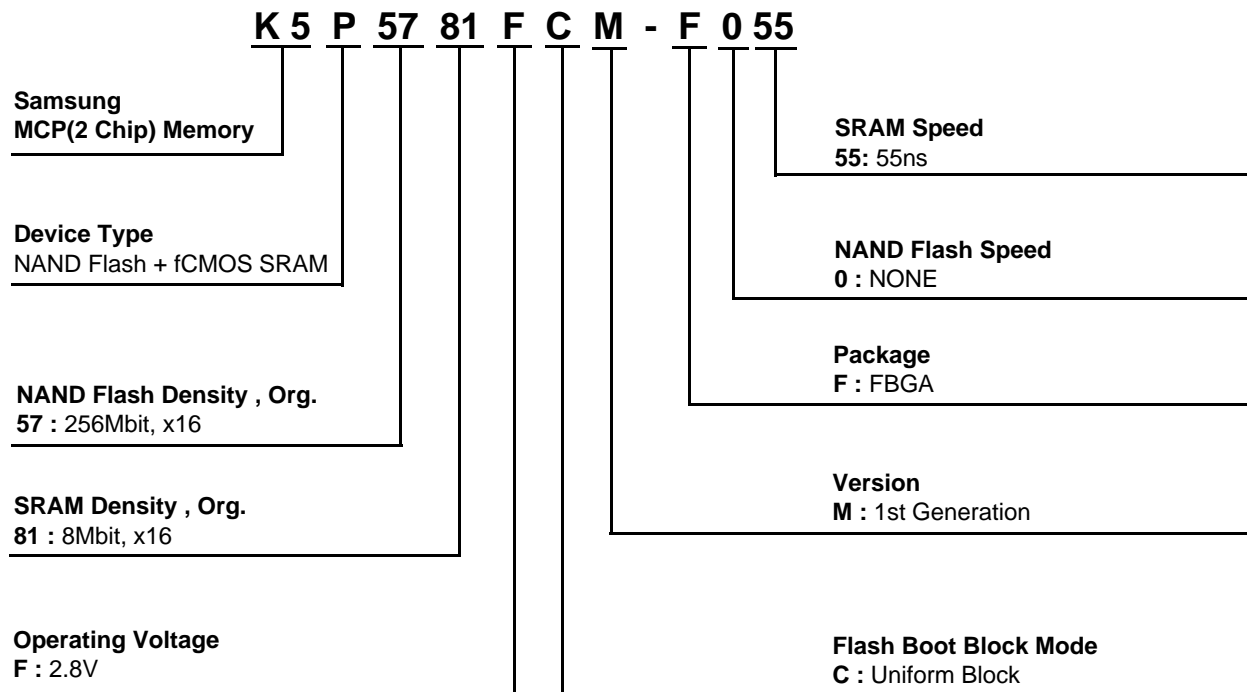 K 5 P 57 81 F C M - F 0 55
Samsung
MCP(2 Chip) Memory
Device Type
NAND Flash + fCMOS SRAM
NAND Flash Density , Org.
57 : 256Mbit, x16
SRAM Density , Org.
81 : 8Mbit, x16
Operating Voltage
F : 2.8V
SRAM Speed
55: 55ns
NAND Flash Speed
0 : NONE
Package
F : FBGA
Version
M : 1st Generation
Flash Boot Block Mode
C : Uniform Block